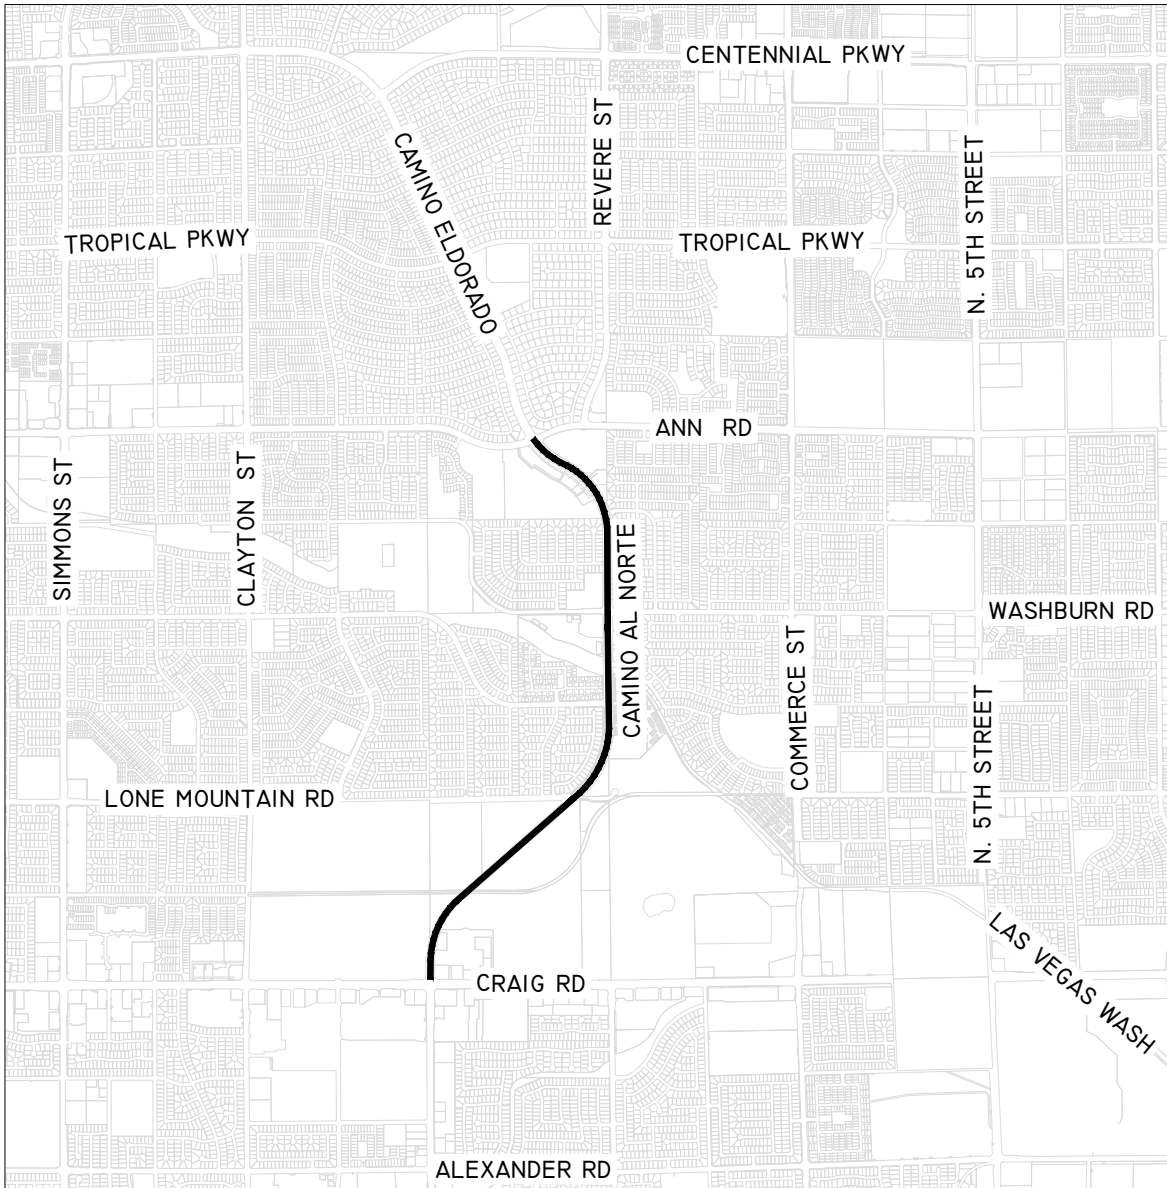 CENTENNIAL PKWY
REVERE ST
CAMINO ELDORADO
N. 5TH STREET
TROPICAL PKWY
TROPICAL PKWY
ANN RD
SIMMONS ST
CLAYTON ST
CAMINO AL NORTE
WASHBURN RD
COMMERCE ST
N. 5TH STREET
LONE MOUNTAIN RD
LAS VEGAS WASH
CRAIG RD
ALEXANDER RD